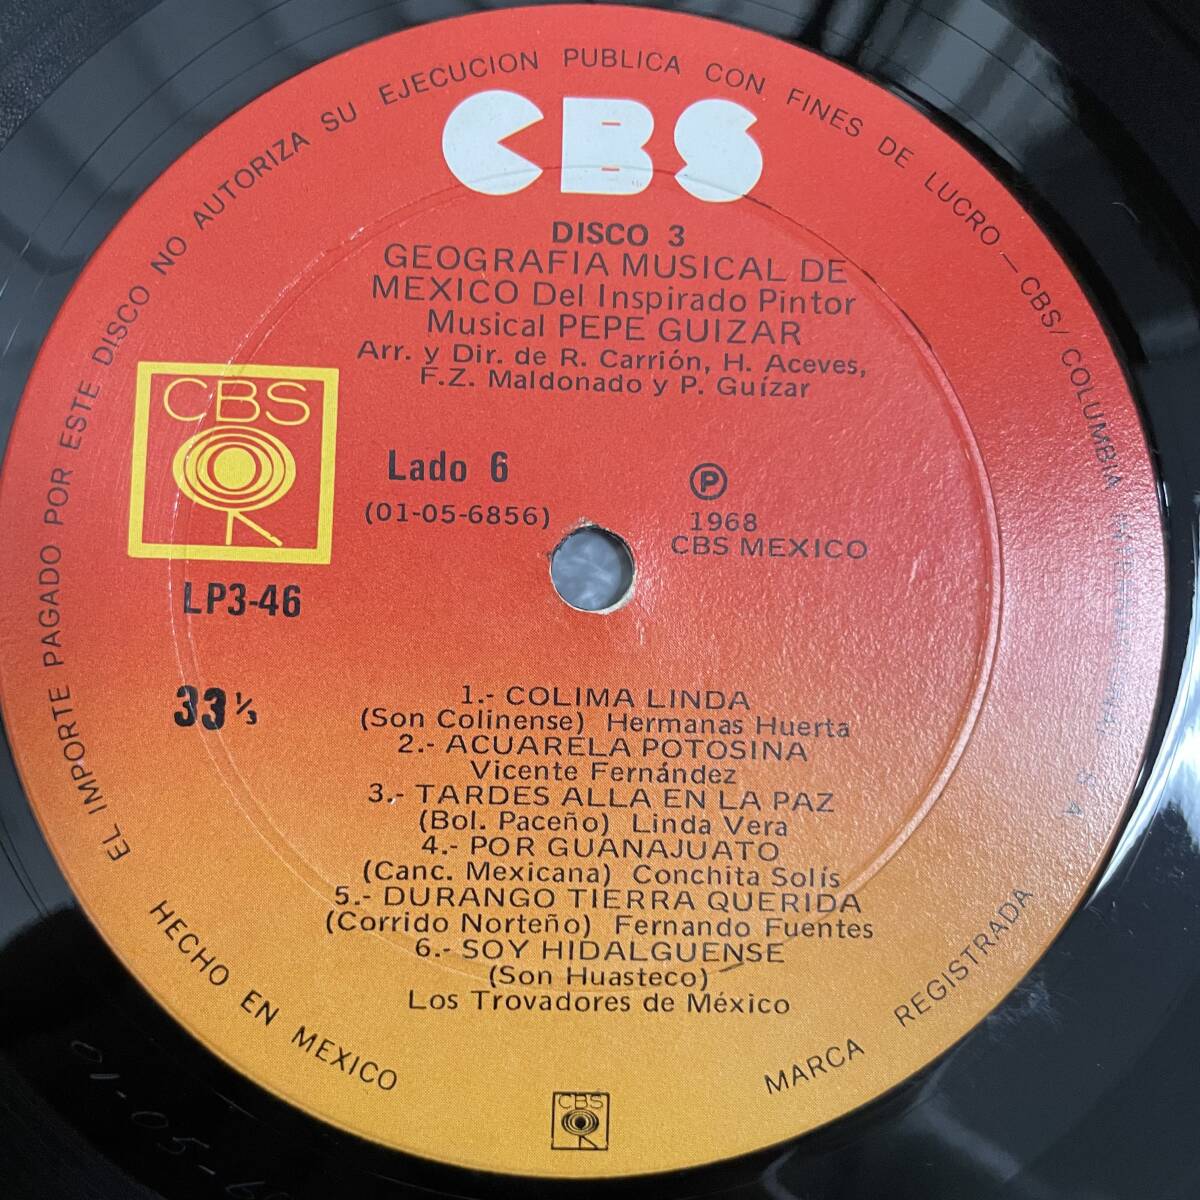 EL IMPORTE PAGADO POR ESTE DISCO NO AUTORIZA SU EJECUCION PUBLICA CON FINES DE LUCRO — CBS/COLUMBIA
CBS
DISCO 3
GEOGRAFIA MUSICAL DE
MEXICO Del Inspirado Pintor
Musical PEPE GUIZAR
Arr. y Dir. de R. Carrión, H. Aceves,
F.Z. Maldonado y P. Guízar
CBS
Lado 6
(01-05-6856)
Ⓟ
1968
CBS MEXICO
LP3-46
33 ⅓
1.- COLIMA LINDA
(Son Colinense) Hermanas Huerta
2.- ACUARELA POTOSINA
Vicente Fernández
3.- TARDES ALLA EN LA PAZ
(Bol. Paceño) Linda Vera
4.- POR GUANAJUATO
(Canc. Mexicana) Conchita Solís
5.- DURANGO TIERRA QUERIDA
(Corrido Norteño) Fernando Fuentes
6.- SOY HIDALGUENSE
(Son Huasteco)
Los Trovadores de México
HECHO EN MEXICO
MARCA REGISTRADA
CBS
01-05-6